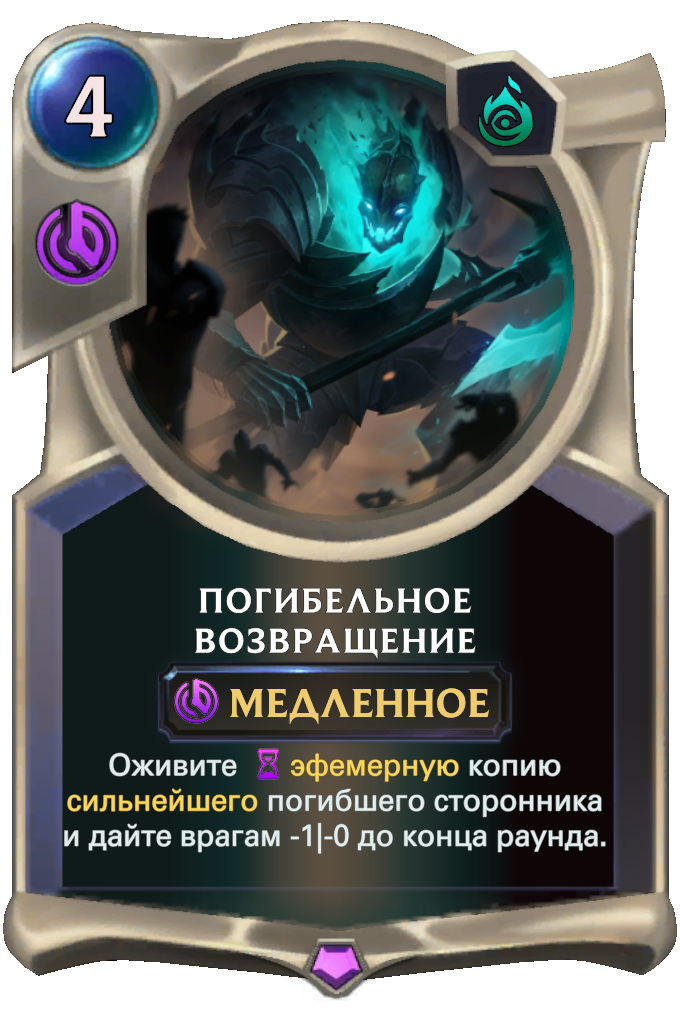 4
ПОГИБЕЛЬНОЕ
ВОЗВРАЩЕНИЕ
МЕДЛЕННОЕ
Оживите эфемерную копию
сильнейшего погибшего сторонника
и дайте врагам -1|-0 до конца раунда.